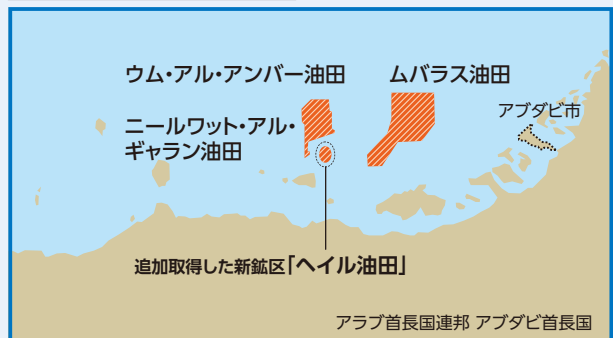 ウム・アル・アンバー油田
ムバラス油田
アブダビ市
ニールワット・アル・
ギャラン油田
追加取得した新鉱区「ヘイル油田」
アラブ首長国連邦 アブダビ首長国